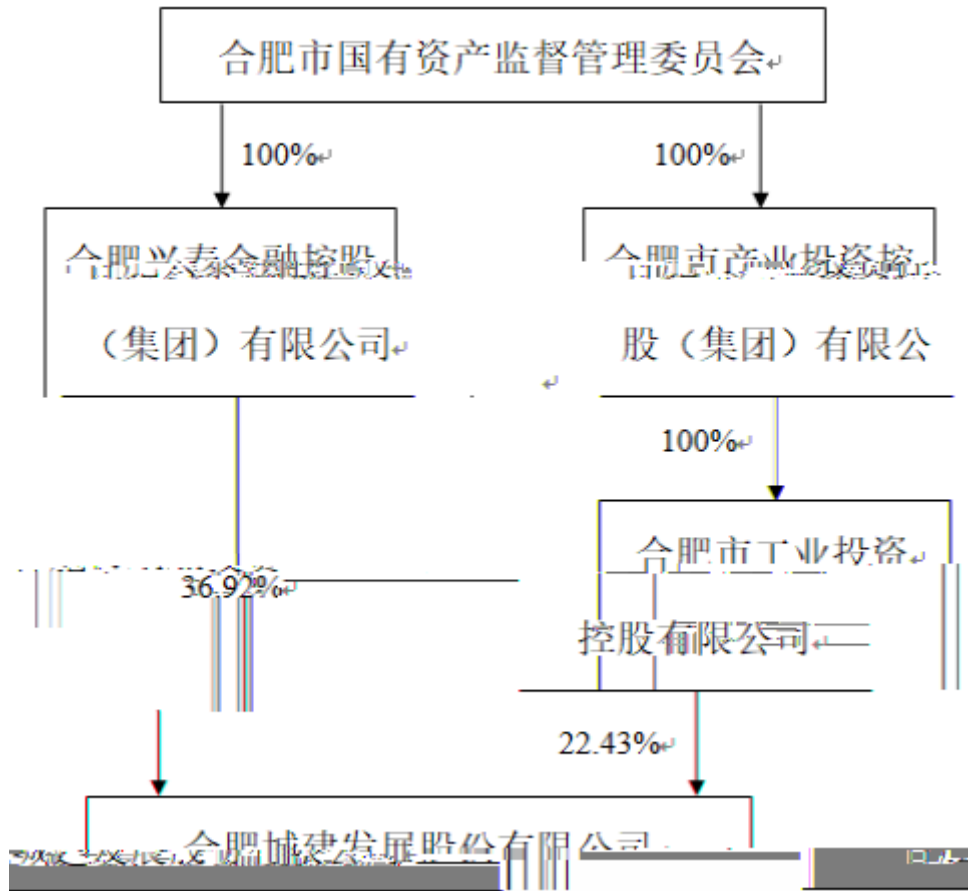 合肥市国有资产监督管理委员会
100%
100%
合肥兴泰金融控股
（集团）有限公司
合肥市产业投资控
股（集团）有限公
100%
合肥市工业投资
控股有限公司
36.92%
22.43%
合肥城建发展股份有限公司